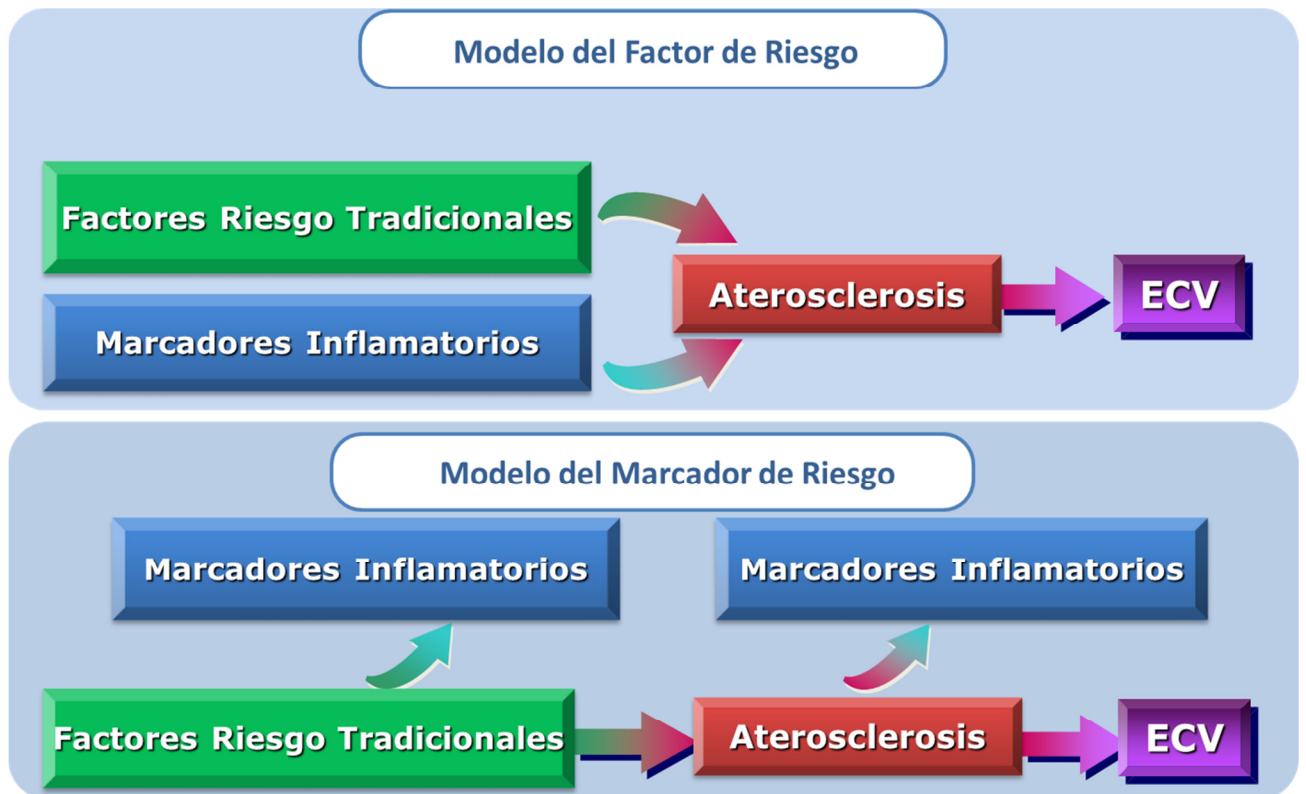 Modelo del Factor de Riesgo
Factores Riesgo Tradicionales
Marcadores Inflamatorios
Aterosclerosis
ECV
Modelo del Marcador de Riesgo
Marcadores Inflamatorios
Marcadores Inflamatorios
Factores Riesgo Tradicionales
Aterosclerosis
ECV